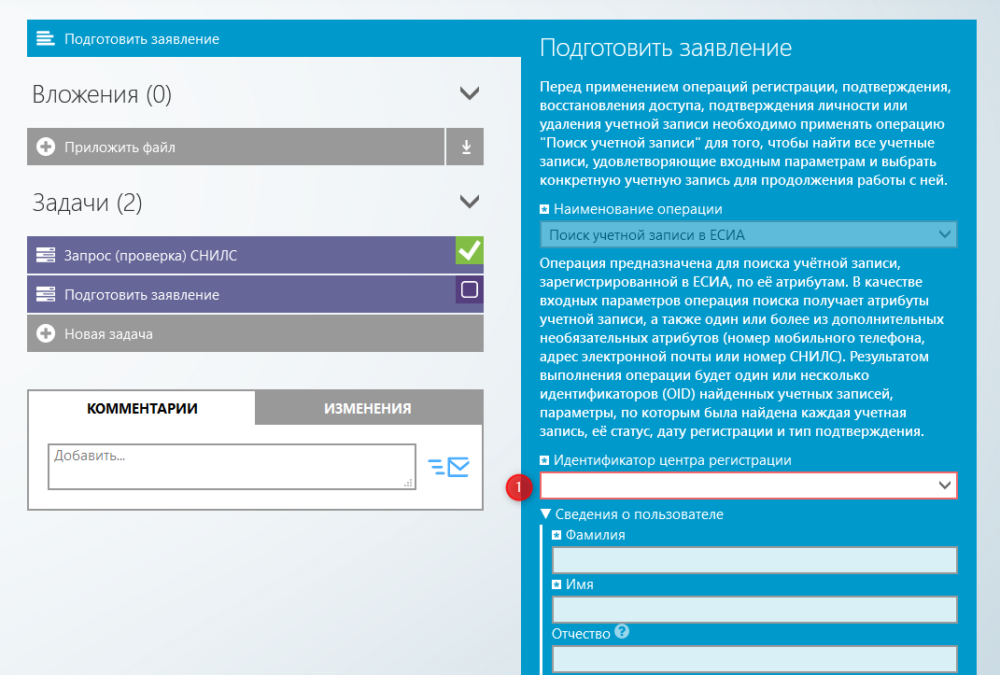 Подготовить заявление
Вложения (0)
Приложить файл
Задачи (2)
Запрос (проверка) СНИЛС
Подготовить заявление
Новая задача
КОММЕНТАРИИ
ИЗМЕНЕНИЯ
Добавить...
Подготовить заявление
Перед применением операций регистрации, подтверждения,
восстановления доступа, подтверждения личности или
удаления учетной записи необходимо применять операцию
"Поиск учетной записи" для того, чтобы найти все учетные
записи, удовлетворяющие входным параметрам и выбрать
конкретную учетную запись для продолжения работы с ней.
Наименование операции
Поиск учетной записи в ЕСИА
Операция предназначена для поиска учётной записи,
зарегистрированной в ЕСИА, по её атрибутам. В качестве
входных параметров операция поиска получает атрибуты
учетной записи, а также один или более из дополнительных
необязательных атрибутов (номер мобильного телефона,
адрес электронной почты или номер СНИЛС). Результатом
выполнения операции будет один или несколько
идентификаторов (OID) найденных учетных записей,
параметры, по которым была найдена каждая учетная
запись, её статус, дату регистрации и тип подтверждения.
Идентификатор центра регистрации
1
Сведения о пользователе
Фамилия
Имя
Отчество ?